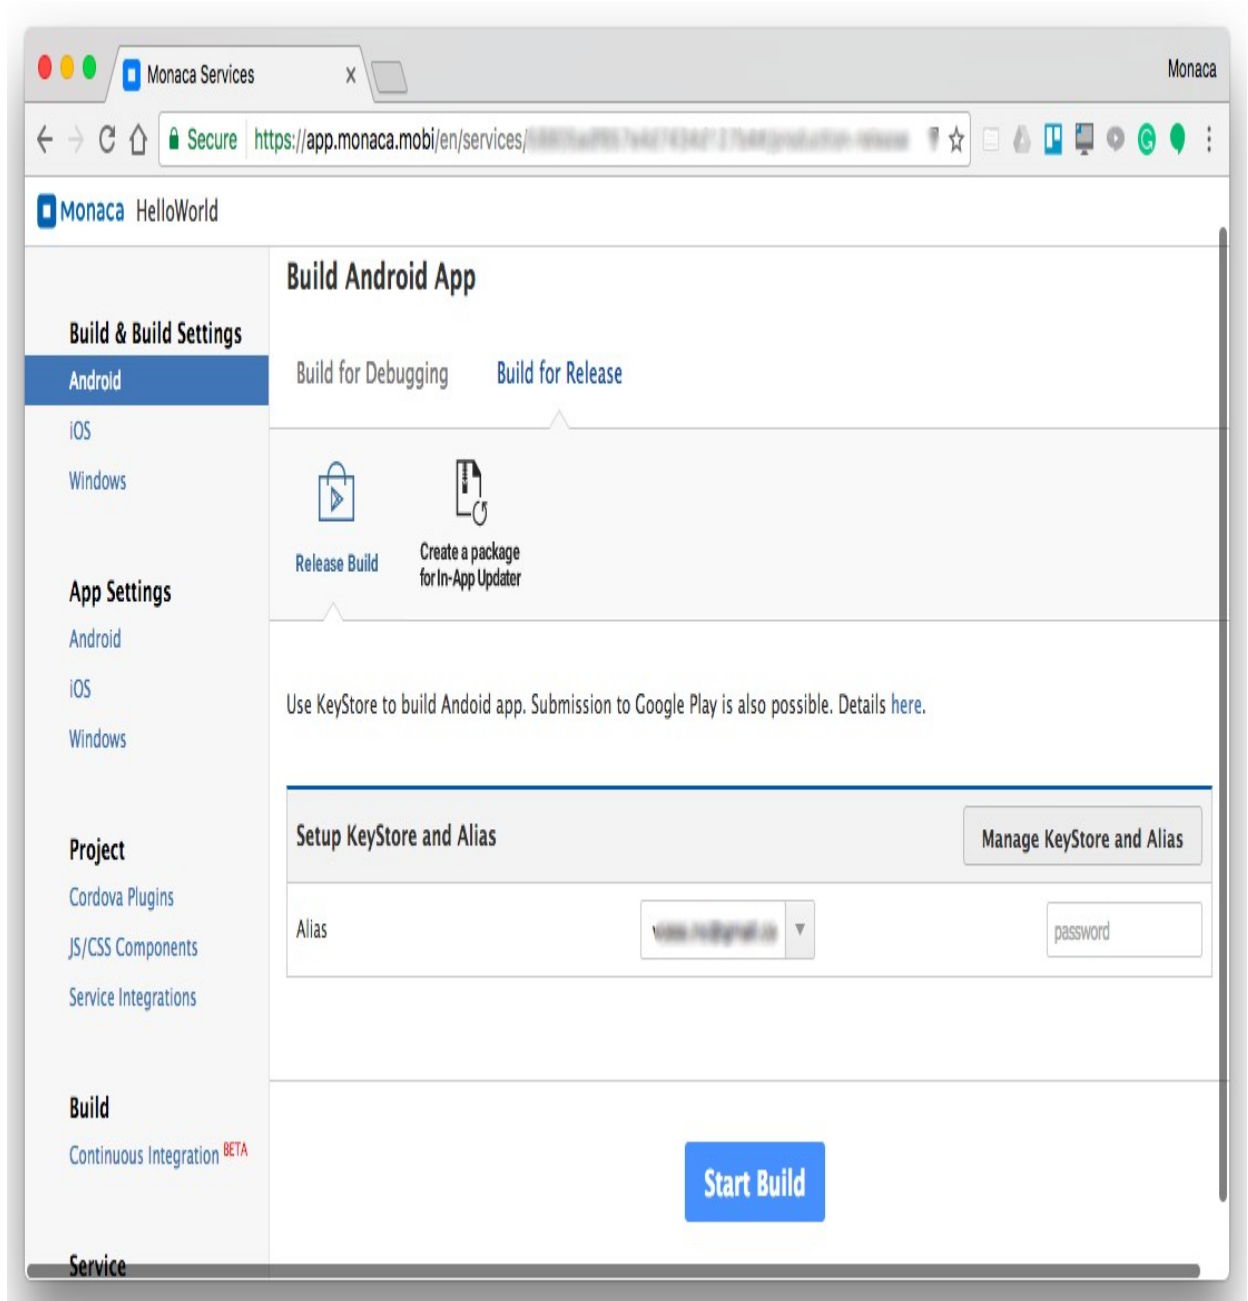 Monaca Services
Monaca
Secure https://app.monaca.mobi/en/services/
Monaca HelloWorld
Build Android App
Build & Build Settings
Android
iOS
Windows
Build for Debugging Build for Release
Release Build
Create a package
for In-App Updater
App Settings
Android
iOS
Windows
Use KeyStore to build Andoid app. Submission to Google Play is also possible. Details here.
Setup KeyStore and Alias
Manage KeyStore and Alias
Alias
password
Project
Cordova Plugins
JS/CSS Components
Service Integrations
Build
Continuous Integration BETA
Start Build
Service